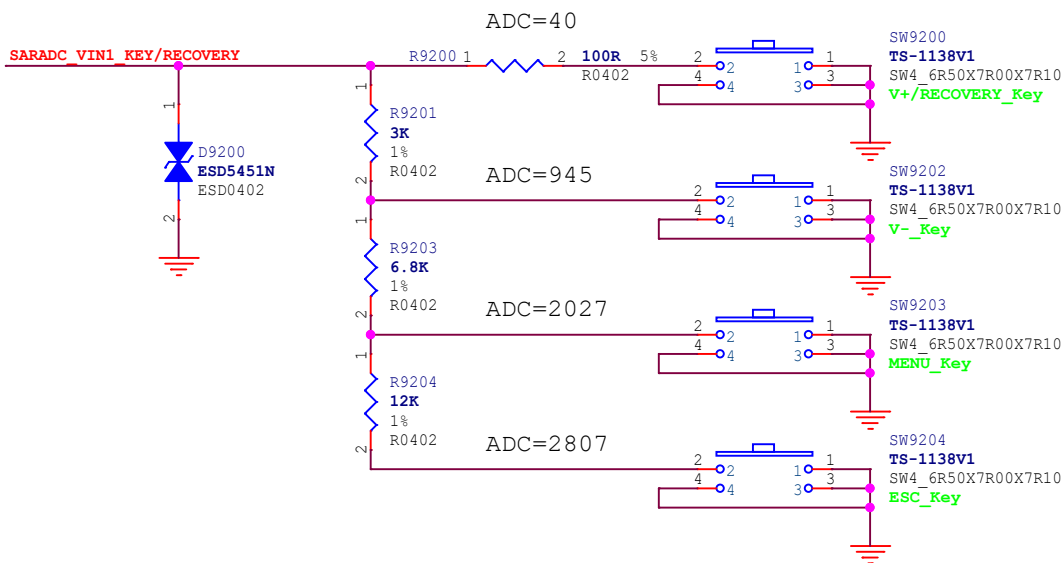 ADC=40
SARADC_VIN1_KEY/RECOVERY
R9200 1 2 100R 5%
R0402
2 2 1 1
4 4 3 3
SW9200
TS-1138V1
SW4_6R50X7R00X7R10
V+/RECOVERY_Key
1
D9200
ESD5451N
ESD0402
2
1
R9201
3K
1%
R0402
2
ADC=945
2 2 1 1
4 4 3 3
SW9202
TS-1138V1
SW4_6R50X7R00X7R10
V-_Key
1
R9203
6.8K
1%
R0402
2
ADC=2027
2 2 1 1
4 4 3 3
SW9203
TS-1138V1
SW4_6R50X7R00X7R10
MENU_Key
1
R9204
12K
1%
R0402
2
ADC=2807
2 2 1 1
4 4 3 3
SW9204
TS-1138V1
SW4_6R50X7R00X7R10
ESC_Key